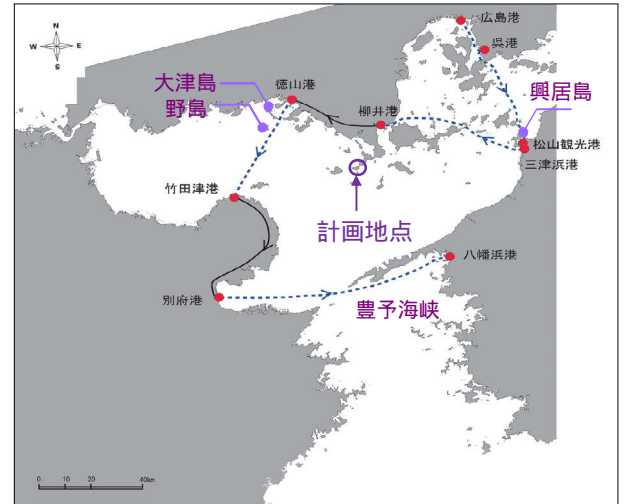 広島港
呉港
N
W
E
S
大津島
野島
徳山港
柳井港
興居島
松山観光港
三津浜港
竹田津港
計画地点
八幡浜港
別府港
豊予海峡
0
10
20
40km